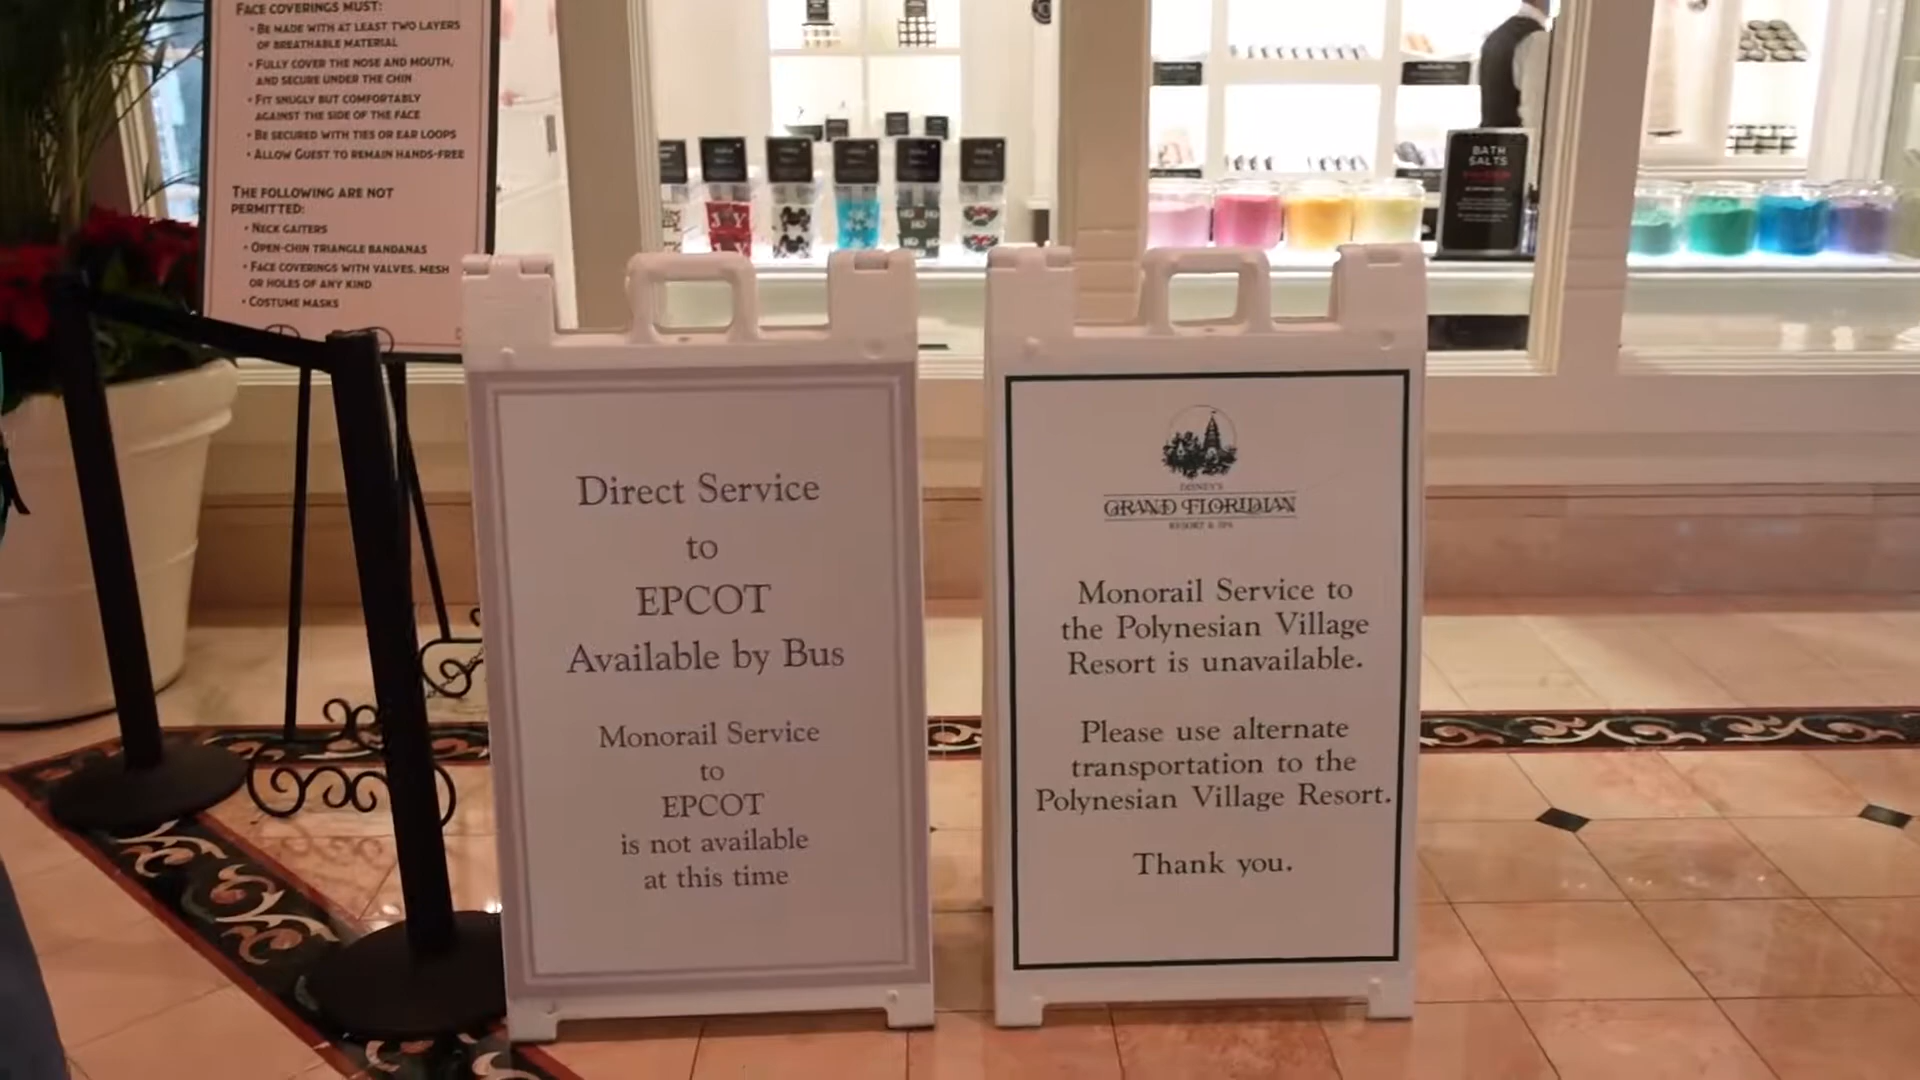 FACE COVERINGS MUST:
• BE MADE WITH AT LEAST TWO LAYERS
OF BREATHABLE MATERIAL
• FULLY COVER THE NOSE AND MOUTH,
AND SECURE UNDER THE CHIN
• FIT SNUGLY BUT COMFORTABLY
AGAINST THE SIDE OF THE FACE
• BE SECURED WITH TIES OR EAR LOOPS
• ALLOW GUEST TO REMAIN HANDS-FREE
THE FOLLOWING ARE NOT
PERMITTED:
• NECK GAITERS
• OPEN-CHIN TRIANGLE BANDANAS
• FACE COVERINGS WITH VALVES, MESH
OR HOLES OF ANY KIND
• COSTUME MASKS
JOY
HO HO
HO
BATH
SALTS
Direct Service
to
EPCOT
Available by Bus
Monorail Service
to
EPCOT
is not available
at this time
DISNEY'S
GRAND FLORIDIAN
RESORT & SPA
Monorail Service to
the Polynesian Village
Resort is unavailable.
Please use alternate
transportation to the
Polynesian Village Resort.
Thank you.